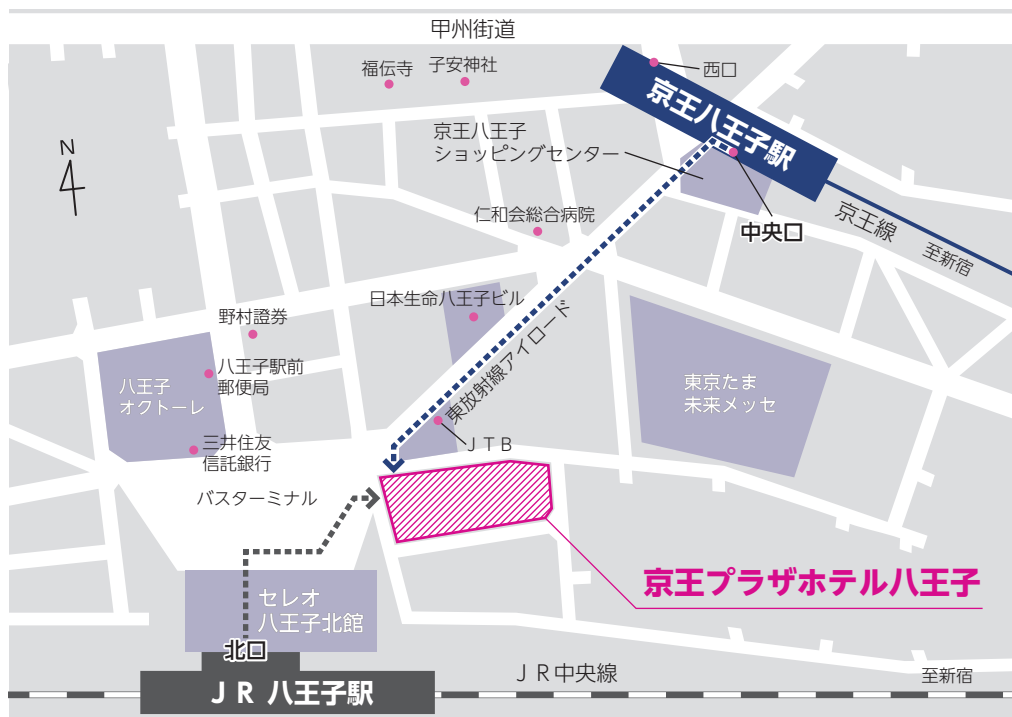 甲州街道
福伝寺
子安神社
西口
京王八王子駅
N
京王八王子
ショッピングセンター
仁和会総合病院
中央口
京王線
至新宿
日本生命八王子ビル
野村證券
東放射線アイロード
八王子駅前
郵便局
八王子
オクトーレ
東京たま
未来メッセ
三井住友
信託銀行
JTB
バスターミナル
京王プラザホテル八王子
セレオ
八王子北館
北口
JR 八王子駅
JR中央線
至新宿